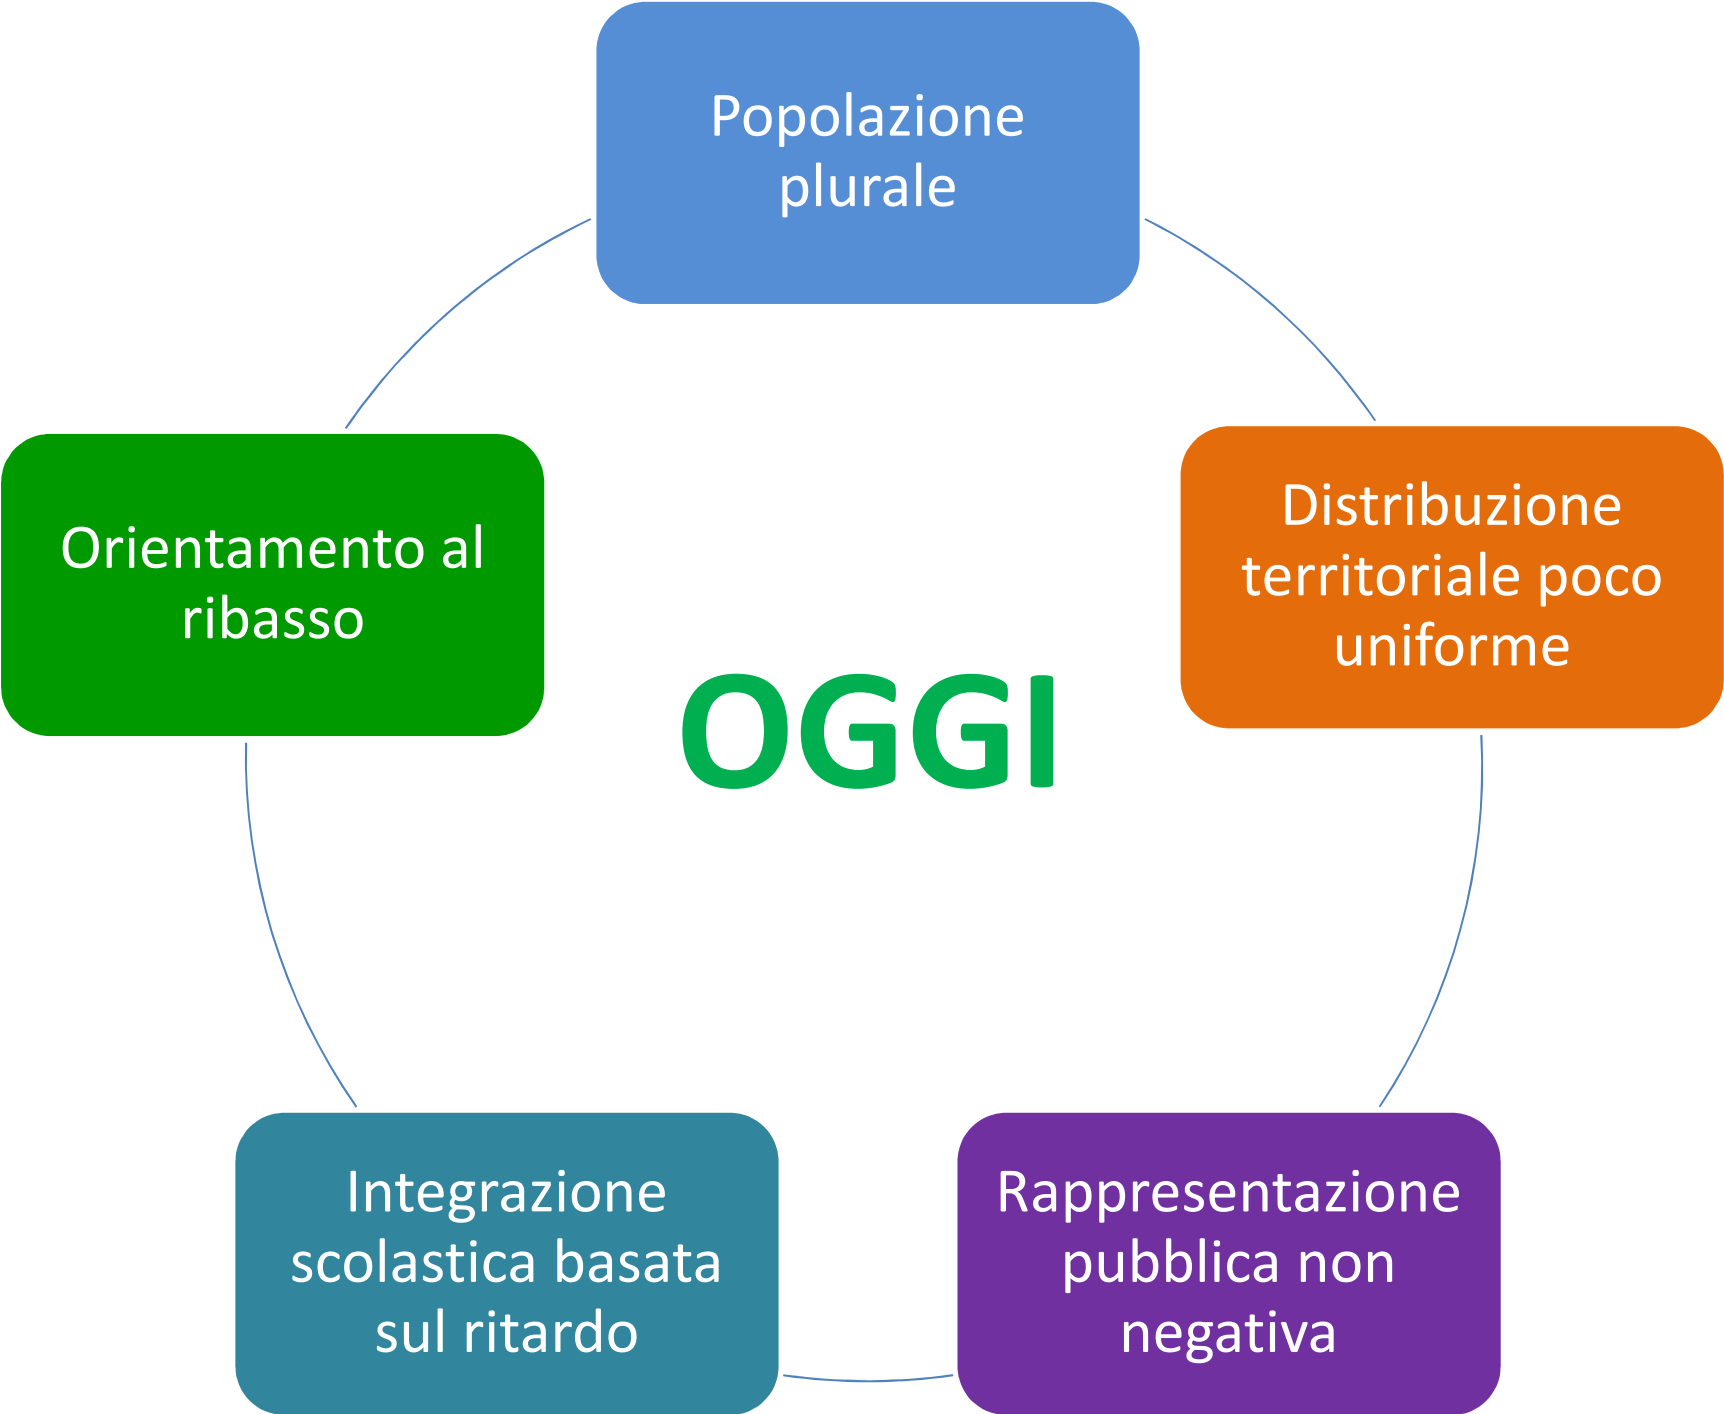 Popolazione
plurale
Distribuzione
territoriale poco
uniforme
Rappresentazione
pubblica non
negativa
Integrazione
scolastica basata
sul ritardo
Orientamento al
ribasso
OGGI